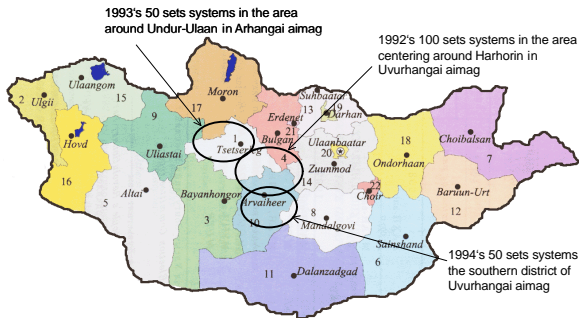 1993's 50 sets systems in the area
around Undur-Ulaan in Arhangai aimag
1992's 100 sets systems in the area
centering around Harhorin in
Uvurhangai aimag
Ulaangom
2
Ulgii
15
Moron
17
Suhbaatar
13
19
Darhan
Erdenet
21
Bulgan
9
Hovd
Uliastai
1
Tsetserleg
4
Ulaanbaatar
20
Zuunmod
18
Ondorhaan
Choibalsan
7
16
Altai
5
Bayanhongor
3
Arvaiheer
10
14
22
Choir
8
Mandalgovi
Baruun-Urt
12
Sainshand
6
11
Dalanzadgad
1994's 50 sets systems
the southern district of
Uvurhangai aimag